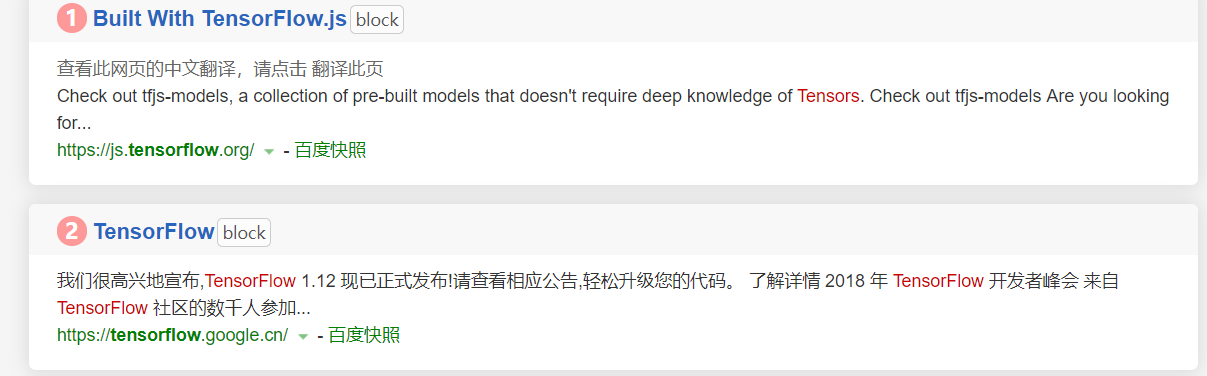 1 Built With TensorFlow.js block
查看此网页的中文翻译，请点击 翻译此页
Check out tfjs-models, a collection of pre-built models that doesn't require deep knowledge of Tensors. Check out tfjs-models Are you looking
for...
https://js.tensorflow.org/ - 百度快照
2 TensorFlow block
我们很高兴地宣布,TensorFlow 1.12 现已正式发布!请查看相应公告,轻松升级您的代码。 了解详情 2018 年 TensorFlow 开发者峰会 来自
TensorFlow 社区的数千人参加...
https://tensorflow.google.cn/ - 百度快照